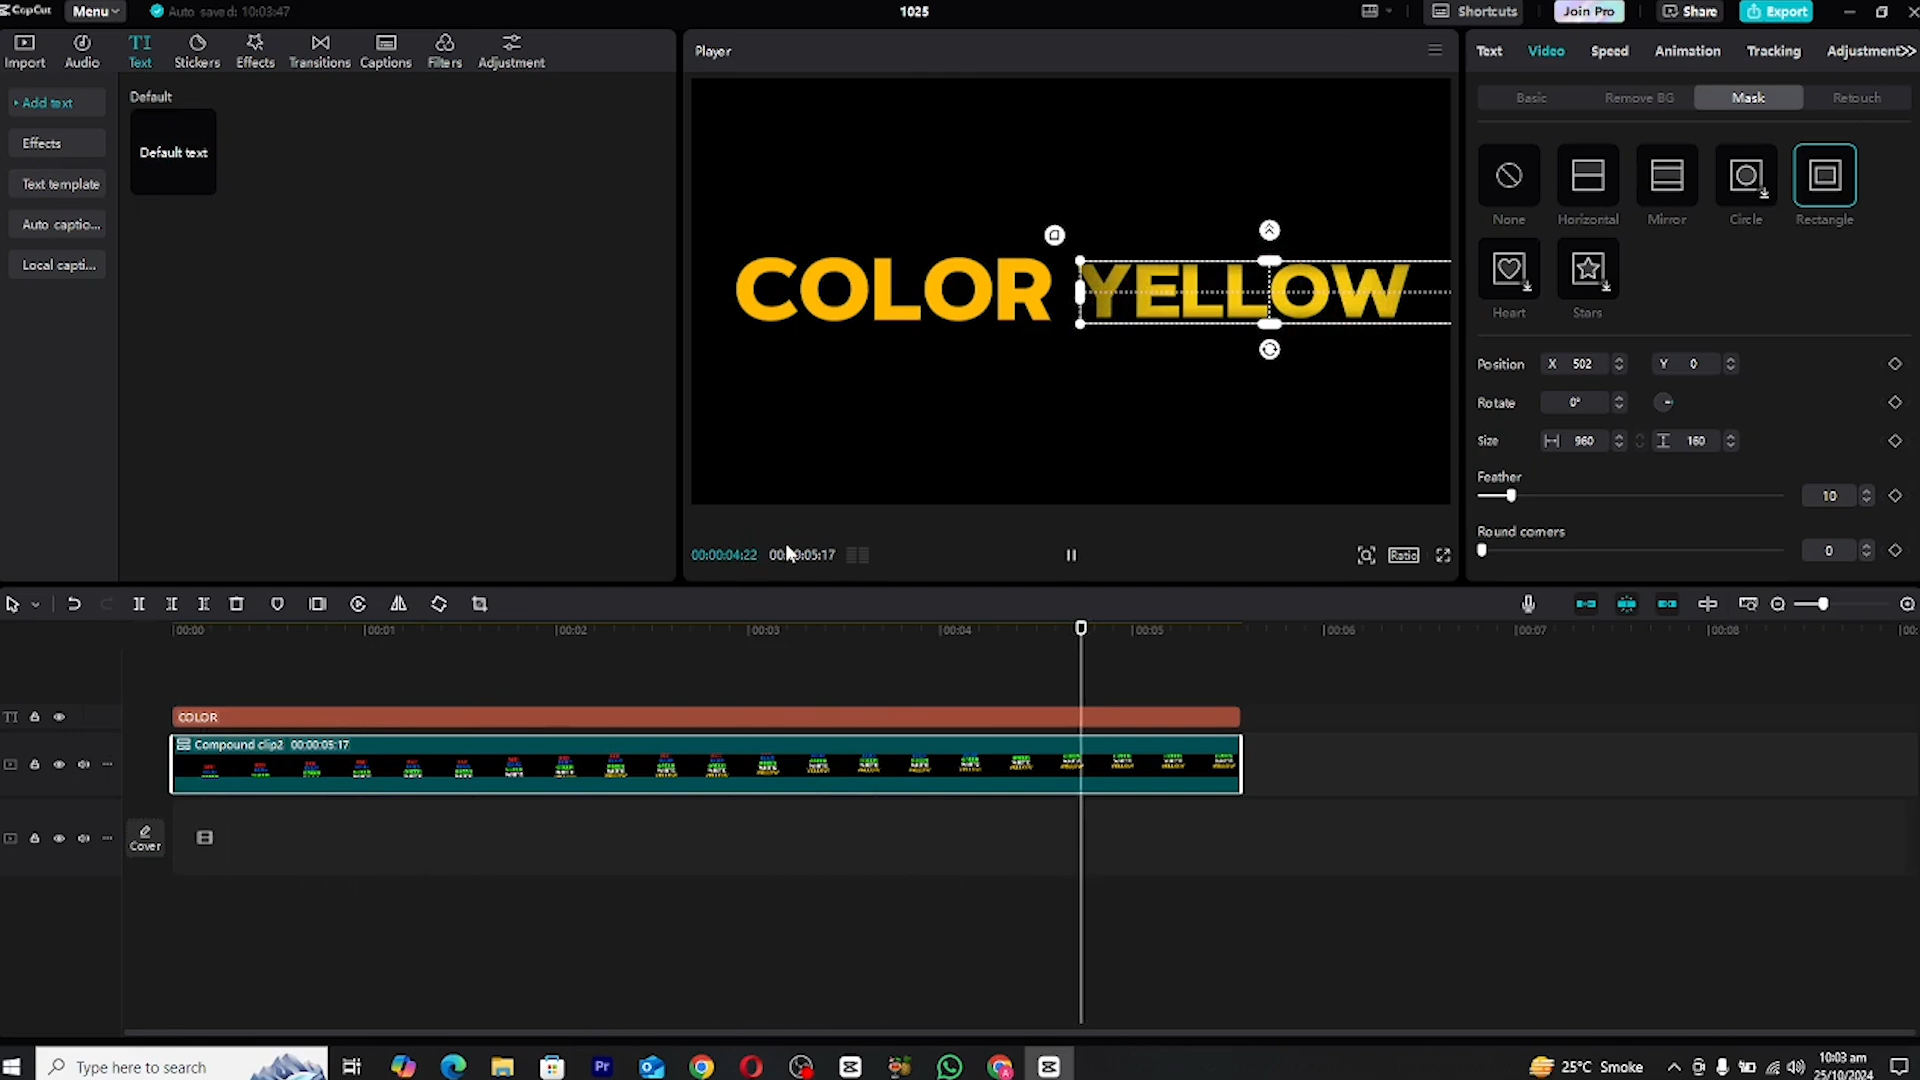 CapCut
Menu
Auto saved: 10:03:47
1025
Shortcuts
Join Pro
Share
Export
Import
Audio
TI
Text
Stickers
Effects
Transitions
Captions
Filters
Adjustment
Player
Text
Video
Speed
Animation
Tracking
Adjustment
Add text
Effects
Text template
Auto captio...
Local capti...
Default
Default text
COLOR YELLOW
Basic
Remove BG
Mask
Retouch
None
Horizontal
Mirror
Circle
Rectangle
Heart
Stars
Position X 502 Y 0
Rotate 0°
Size 960 160
Feather
10
Round corners
0
00:00:04:22
00:00:05:17
Ratio
00:00 00:01 00:02 00:03 00:04 00:05 00:06 00:07 00:08 00:
TI
COLOR
Compound clip2 00:00:05:17
Cover
Type here to search
Pr
25°C Smoke
10:03 am
25/10/2024